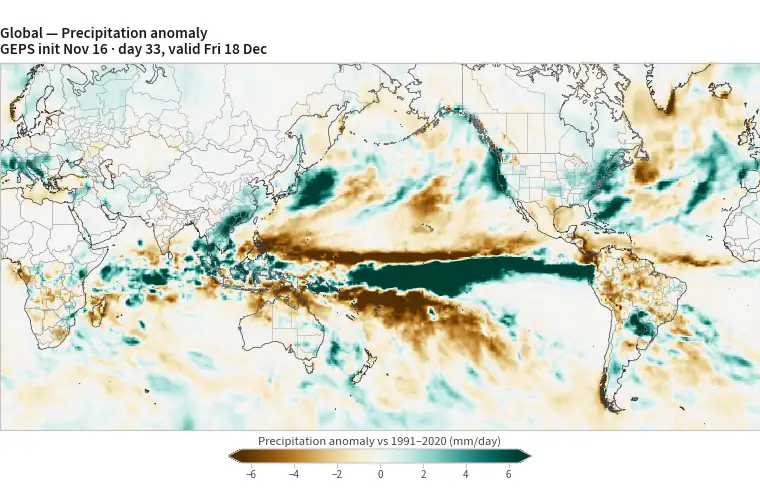 Global — Precipitation anomaly
GEPS init Nov 16 · day 33, valid Fri 18 Dec
Precipitation anomaly vs 1991–2020 (mm/day)
−6 −4 −2 0 2 4 6